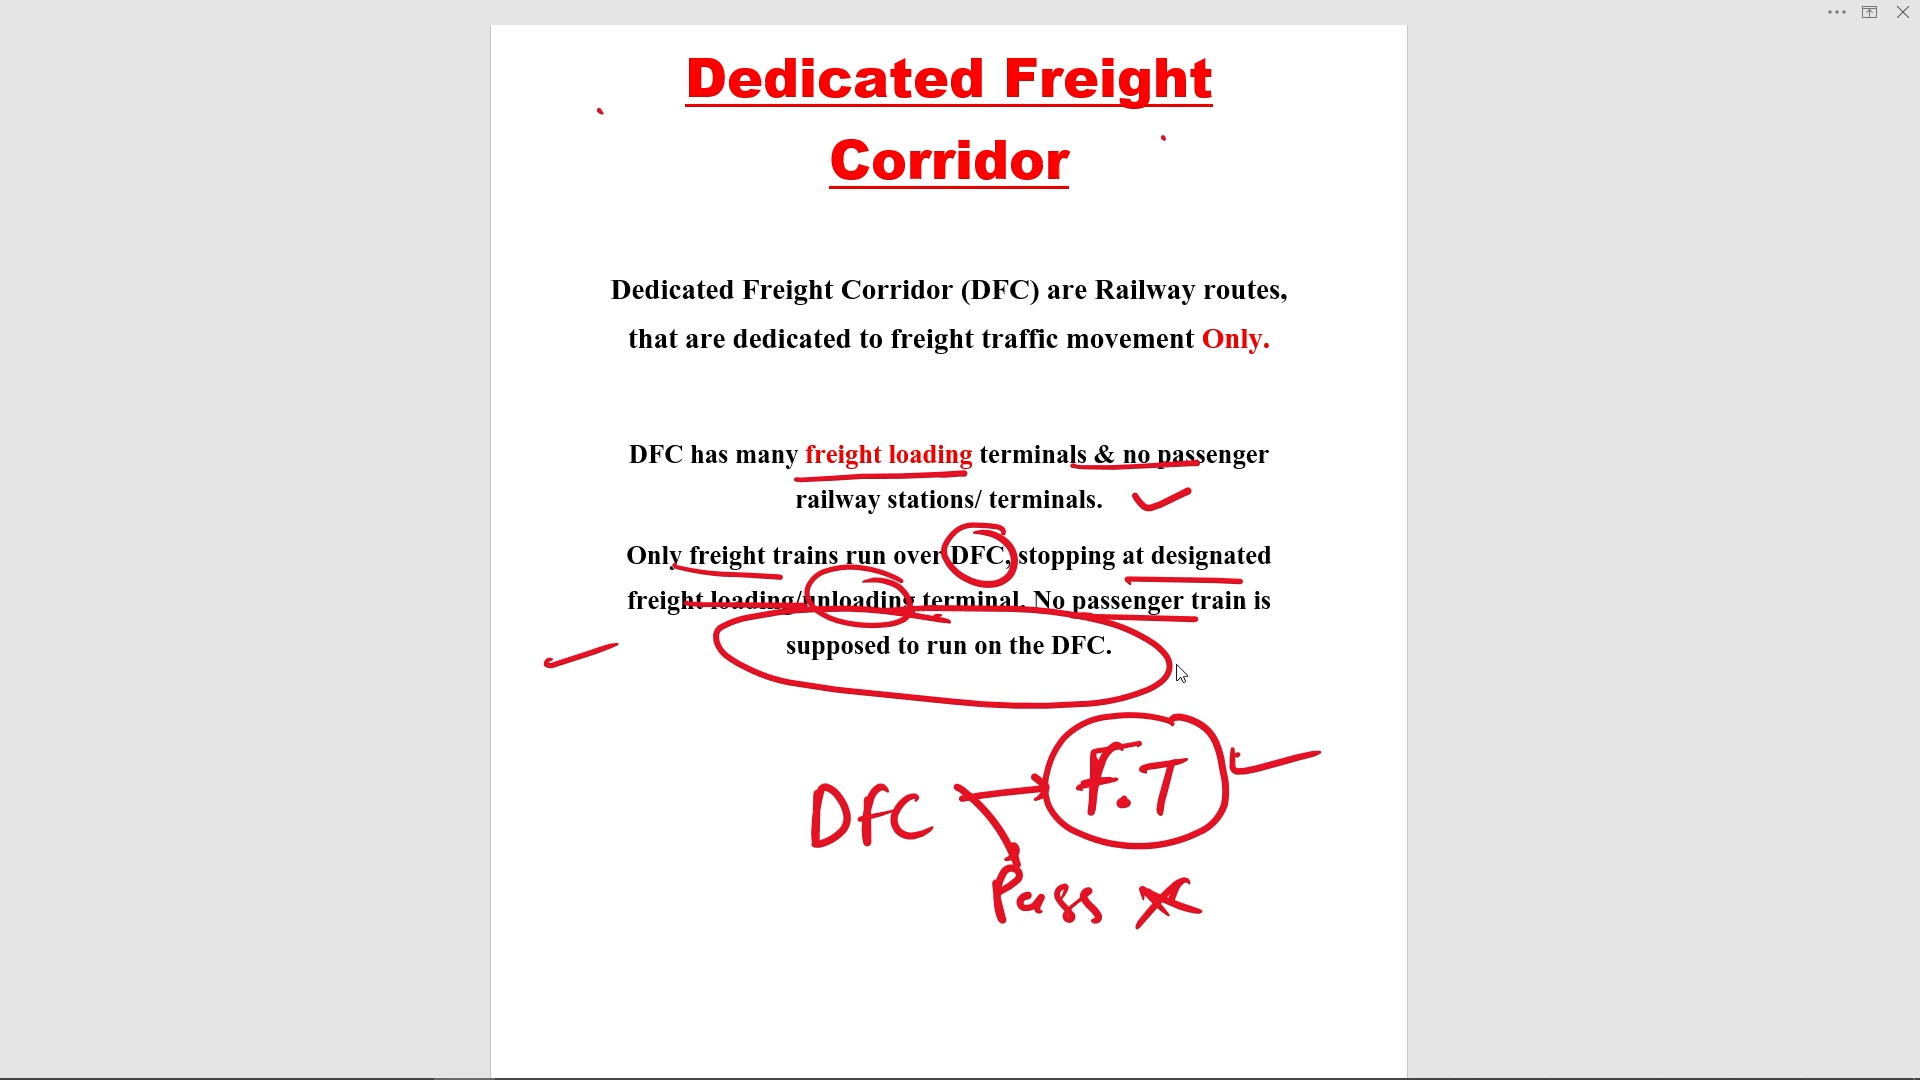 Dedicated Freight
Corridor
Dedicated Freight Corridor (DFC) are Railway routes,
that are dedicated to freight traffic movement Only.
DFC has many freight loading terminals & no passenger
railway stations/ terminals.
Only freight trains run over DFC, stopping at designated
freight loading/unloading terminal. No passenger train is
supposed to run on the DFC.
DFC F.T
Pass